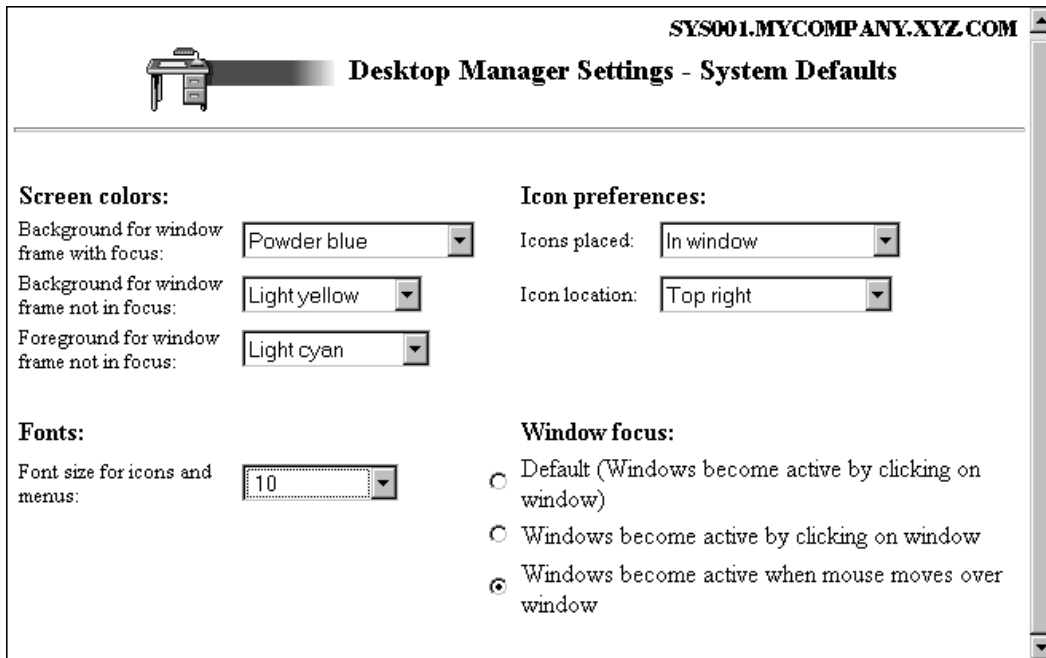 SYS001.MYCOMPANY.XYZ.COM
Desktop Manager Settings - System Defaults
Screen colors:
Background for window
frame with focus:
Powder blue
Background for window
frame not in focus:
Light yellow
Foreground for window
frame not in focus:
Light cyan
Icon preferences:
Icons placed:
In window
Icon location:
Top right
Fonts:
Font size for icons and
menus:
10
Window focus:
Default (Windows become active by clicking on
window)
Windows become active by clicking on window
Windows become active when mouse moves over
window